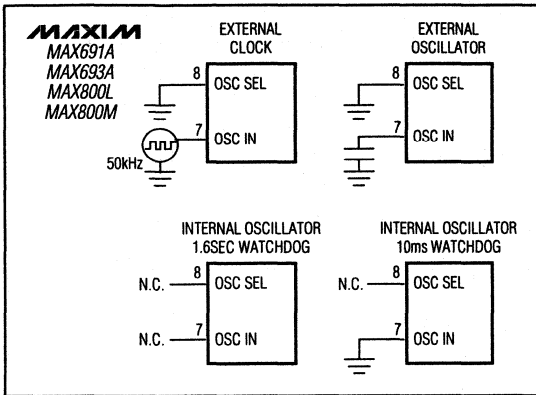 MAXIM
MAX691A
MAX693A
MAX800L
MAX800M
EXTERNAL
CLOCK
8 OSC SEL
7 OSC IN
50kHz
EXTERNAL
OSCILLATOR
8 OSC SEL
7 OSC IN
INTERNAL OSCILLATOR
1.6SEC WATCHDOG
N.C. 8 OSC SEL
N.C. 7 OSC IN
INTERNAL OSCILLATOR
10ms WATCHDOG
N.C. 8 OSC SEL
7 OSC IN